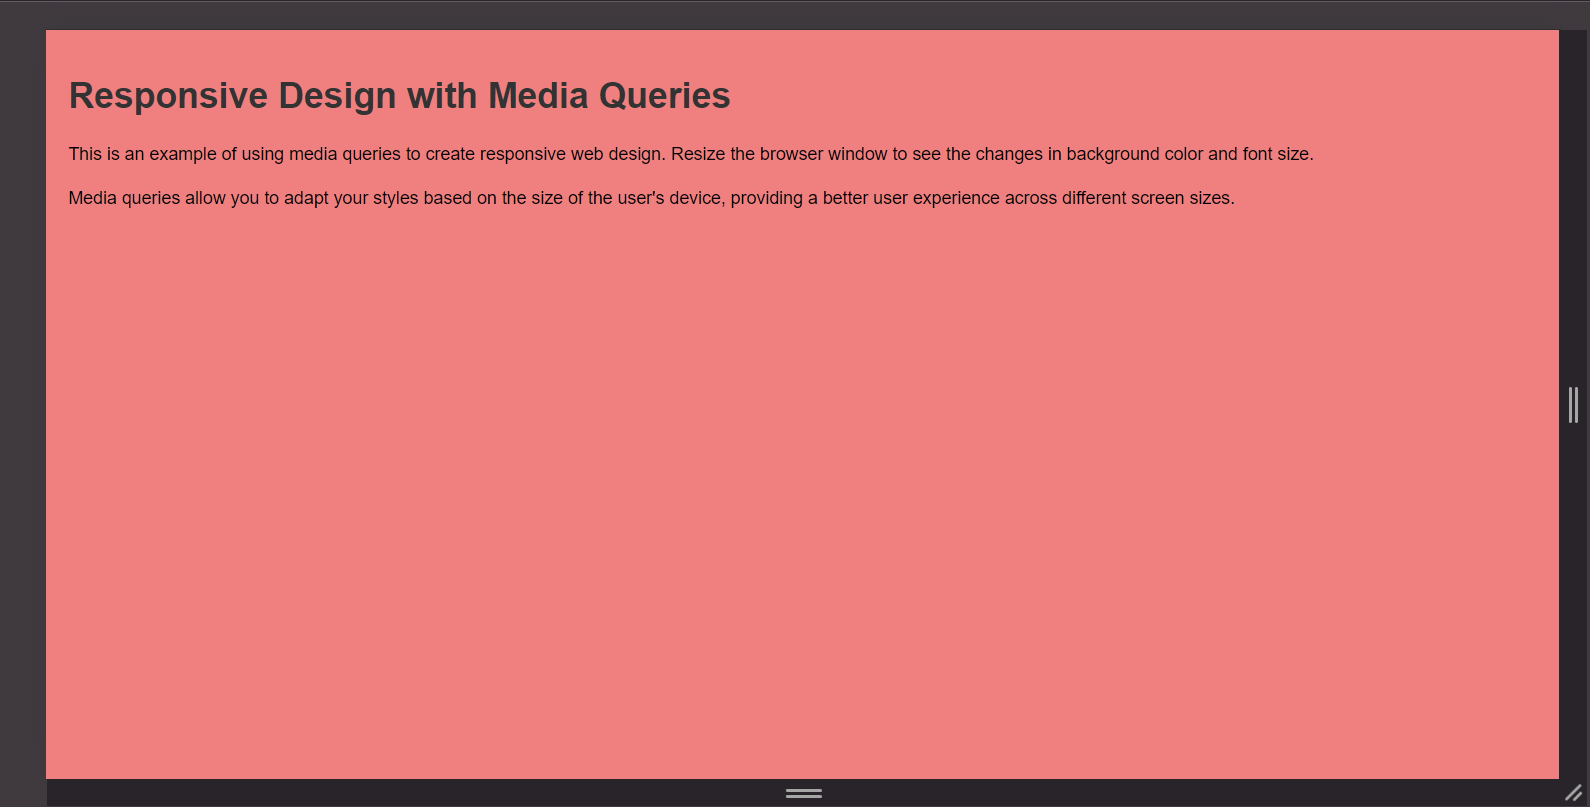 Responsive Design with Media Queries
This is an example of using media queries to create responsive web design. Resize the browser window to see the changes in background color and font size.
Media queries allow you to adapt your styles based on the size of the user's device, providing a better user experience across different screen sizes.